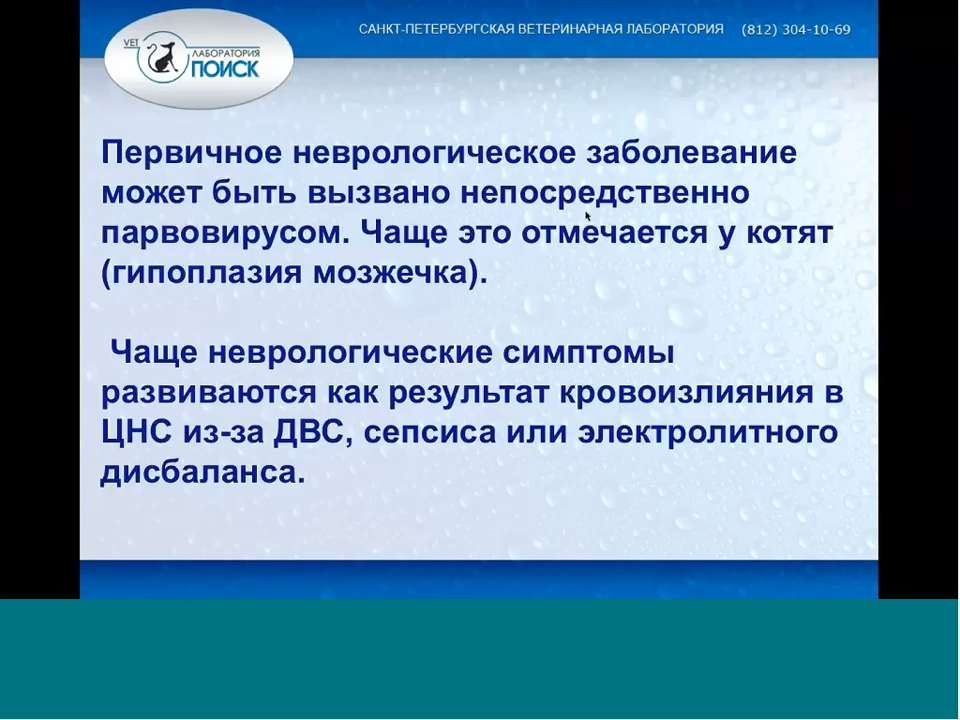 САНКТ-ПЕТЕРБУРГСКАЯ ВЕТЕРИНАРНАЯ ЛАБОРАТОРИЯ (812) 304-10-69
VET
ЛАБОРАТОРИЯ
ПОИСК
Первичное неврологическое заболевание
может быть вызвано непосредственно
парвовирусом. Чаще это отмечается у котят
(гипоплазия мозжечка).
Чаще неврологические симптомы
развиваются как результат кровоизлияния в
ЦНС из-за ДВС, сепсиса или электролитного
дисбаланса.